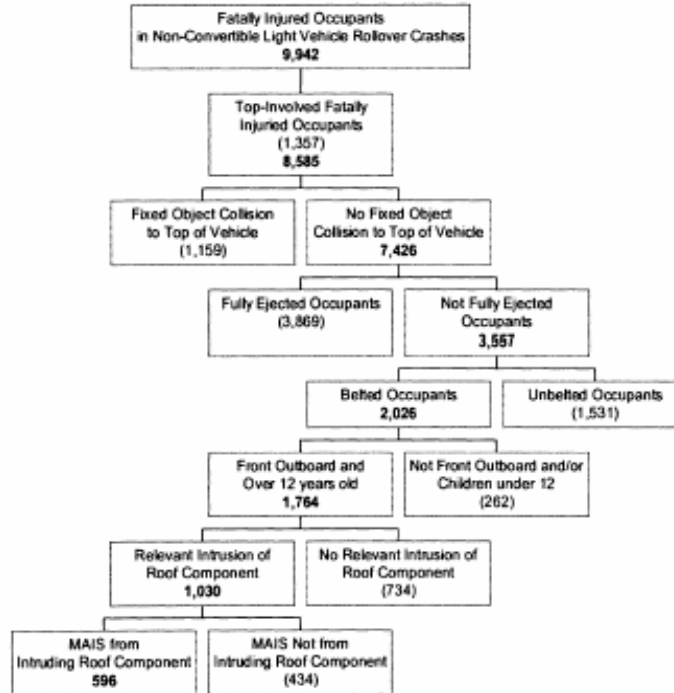 Fatally Injured Occupants
in Non-Convertible Light Vehicle Rollover Crashes
9,942
Top-Involved Fatally
Injuried Occupants
(1,357)
8,585
Fixed Object Collision
to Top of Vehicle
(1,159)
No Fixed Object
Collision to Top of Vehicle
7,426
Fully Ejected Occupants
(3,869)
Not Fully Ejected
Occupants
3,557
Belted Occupants
2,026
Unbelted Occupants
(1,531)
Front Outboard and
Over 12 years old
1,764
Not Front Outboard and/or
Children under 12
(262)
Relevant Intrusion of
Roof Component
1,030
No Relevant Intrusion of
Roof Component
(734)
MAIS from
Intruding Roof Component
596
MAIS Not from
Intruding Roof Component
(434)